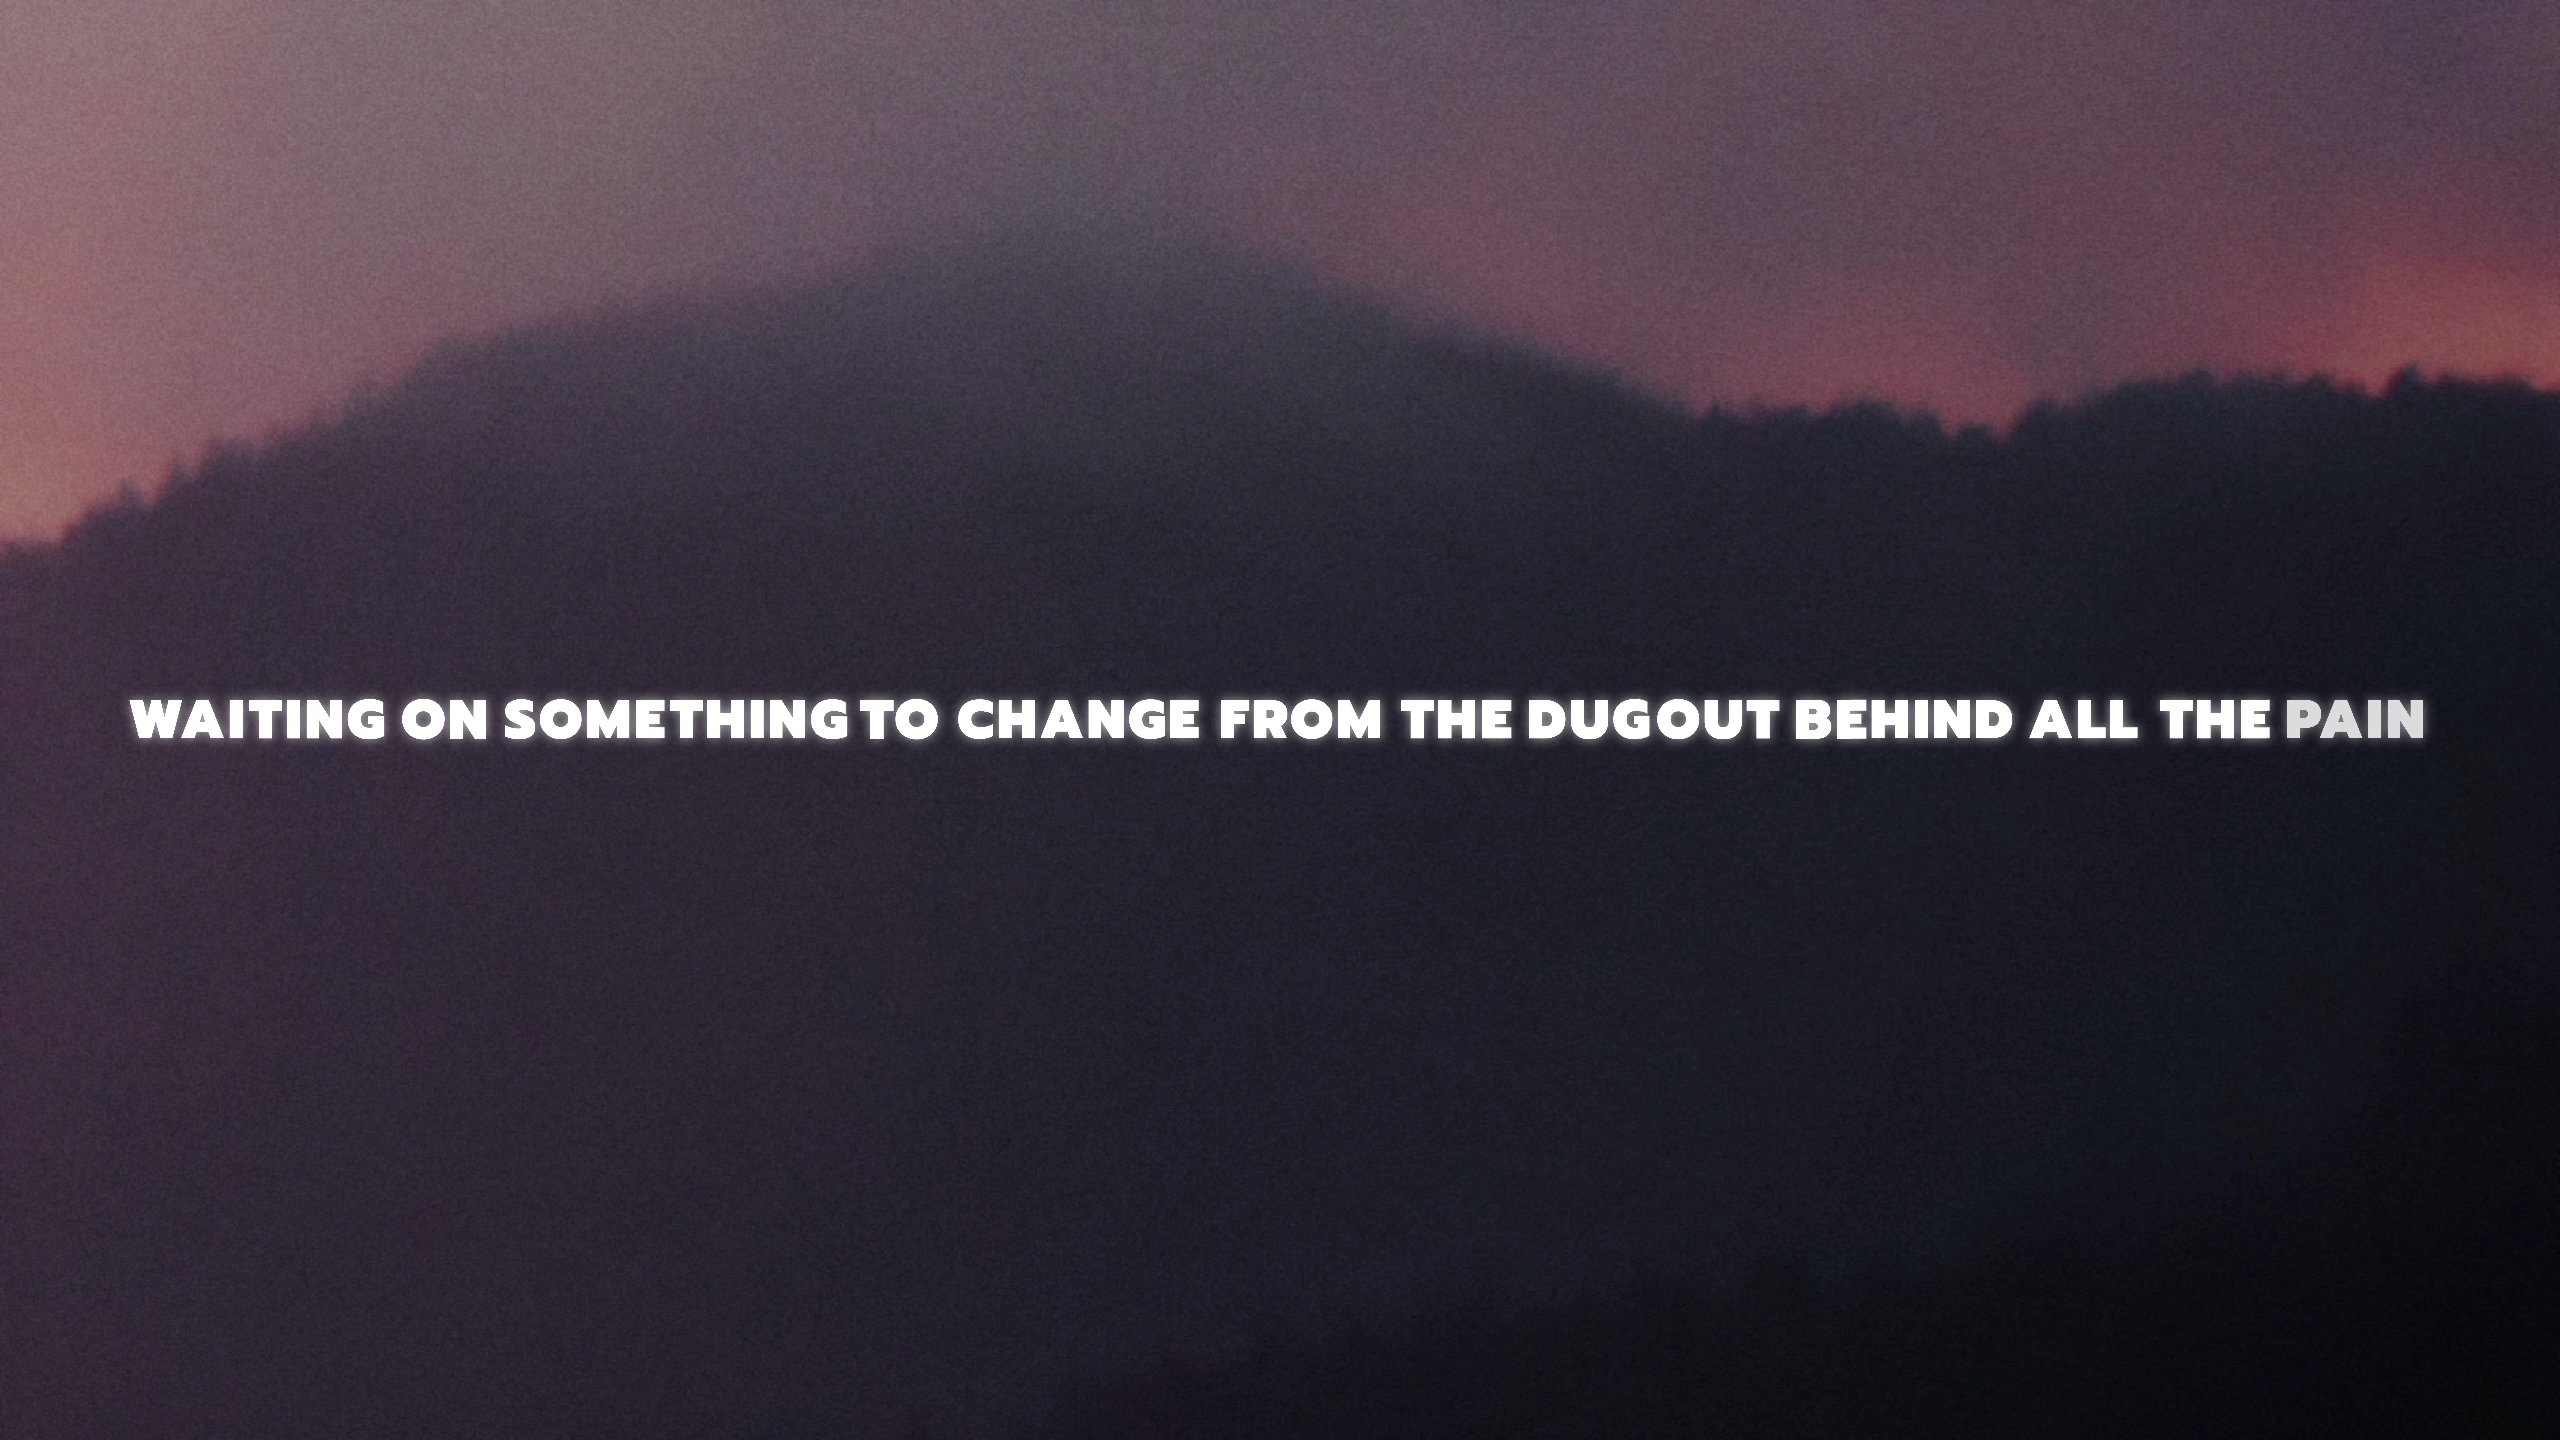 WAITING ON SOMETHING TO CHANGE FROM THE DUGOUT BEHIND ALL THE PAIN